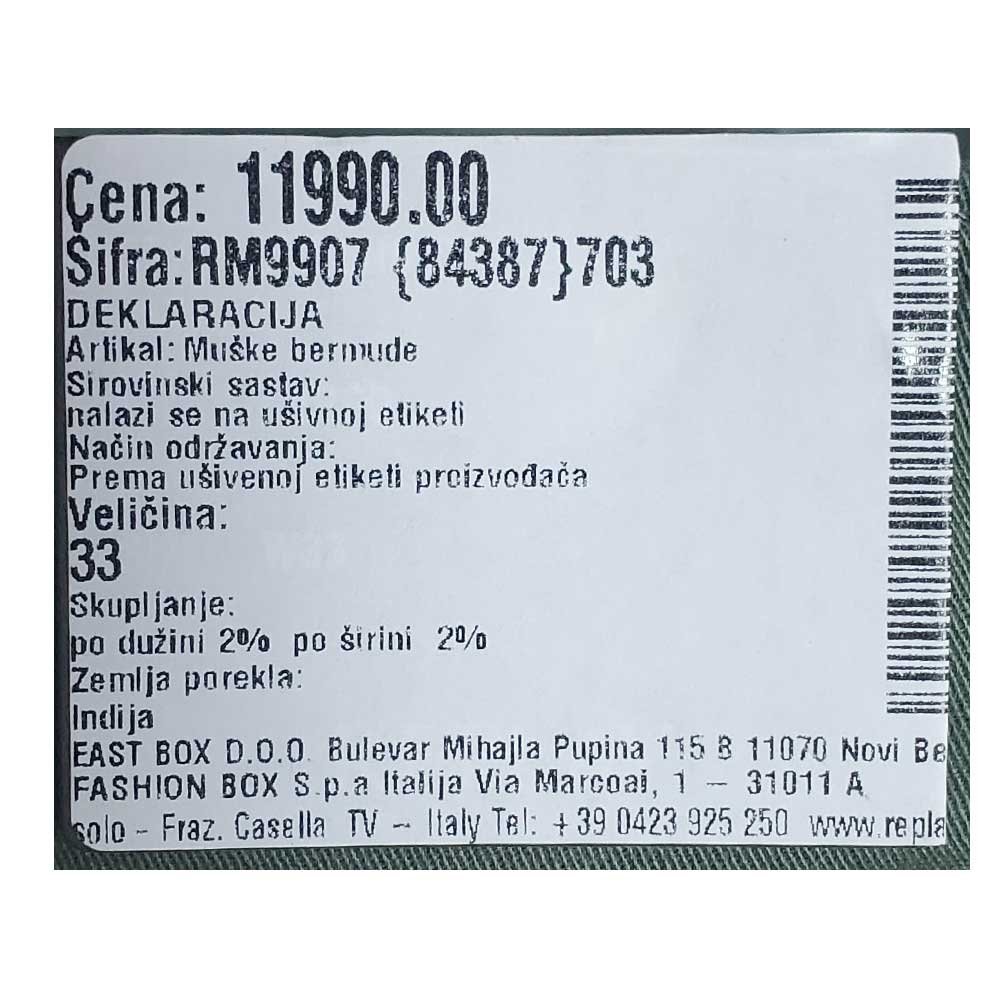 Cena: 11990.00
Šifra:RM9907 {84387}703
DEKLARACIJA
Artikal: Muške bermude
Sirovinski sastav:
nalazi se na ušivnoj etiketi
Način održavanja:
Prema ušivenoj etiketi proizvođača
Veličina:
33
Skupljanje:
po dužini 2% po širini 2%
Zemlja porekla:
Indija
EAST BOX D.O.O. Bulevar Mihajla Pupina 115 B 11070 Novi Be
FASHION BOX S.p.a Italija Via Marcoai, 1 – 31011 A
solo - Fraz. Casella TV - Italy Tel: +39 0423 925 250 www.repla